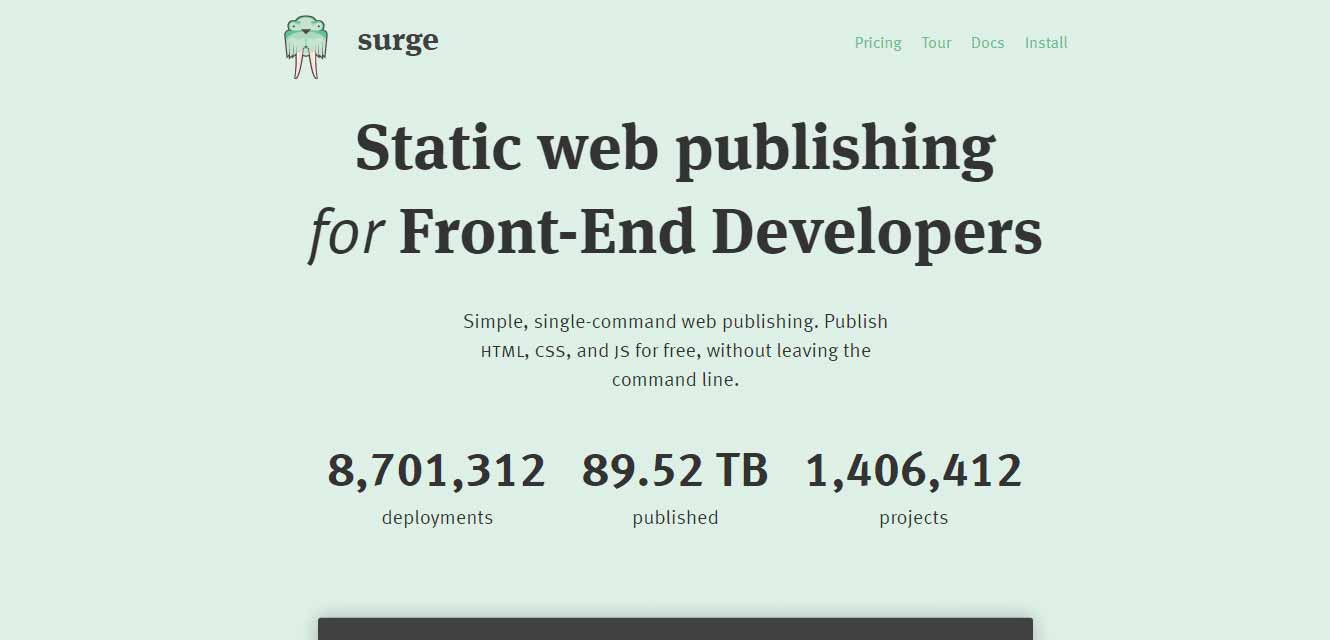 surge
Pricing Tour Docs Install
Static web publishing
for Front-End Developers
Simple, single-command web publishing. Publish
HTML, CSS, and JS for free, without leaving the
command line.
8,701,312 89.52 TB 1,406,412
deployments published projects